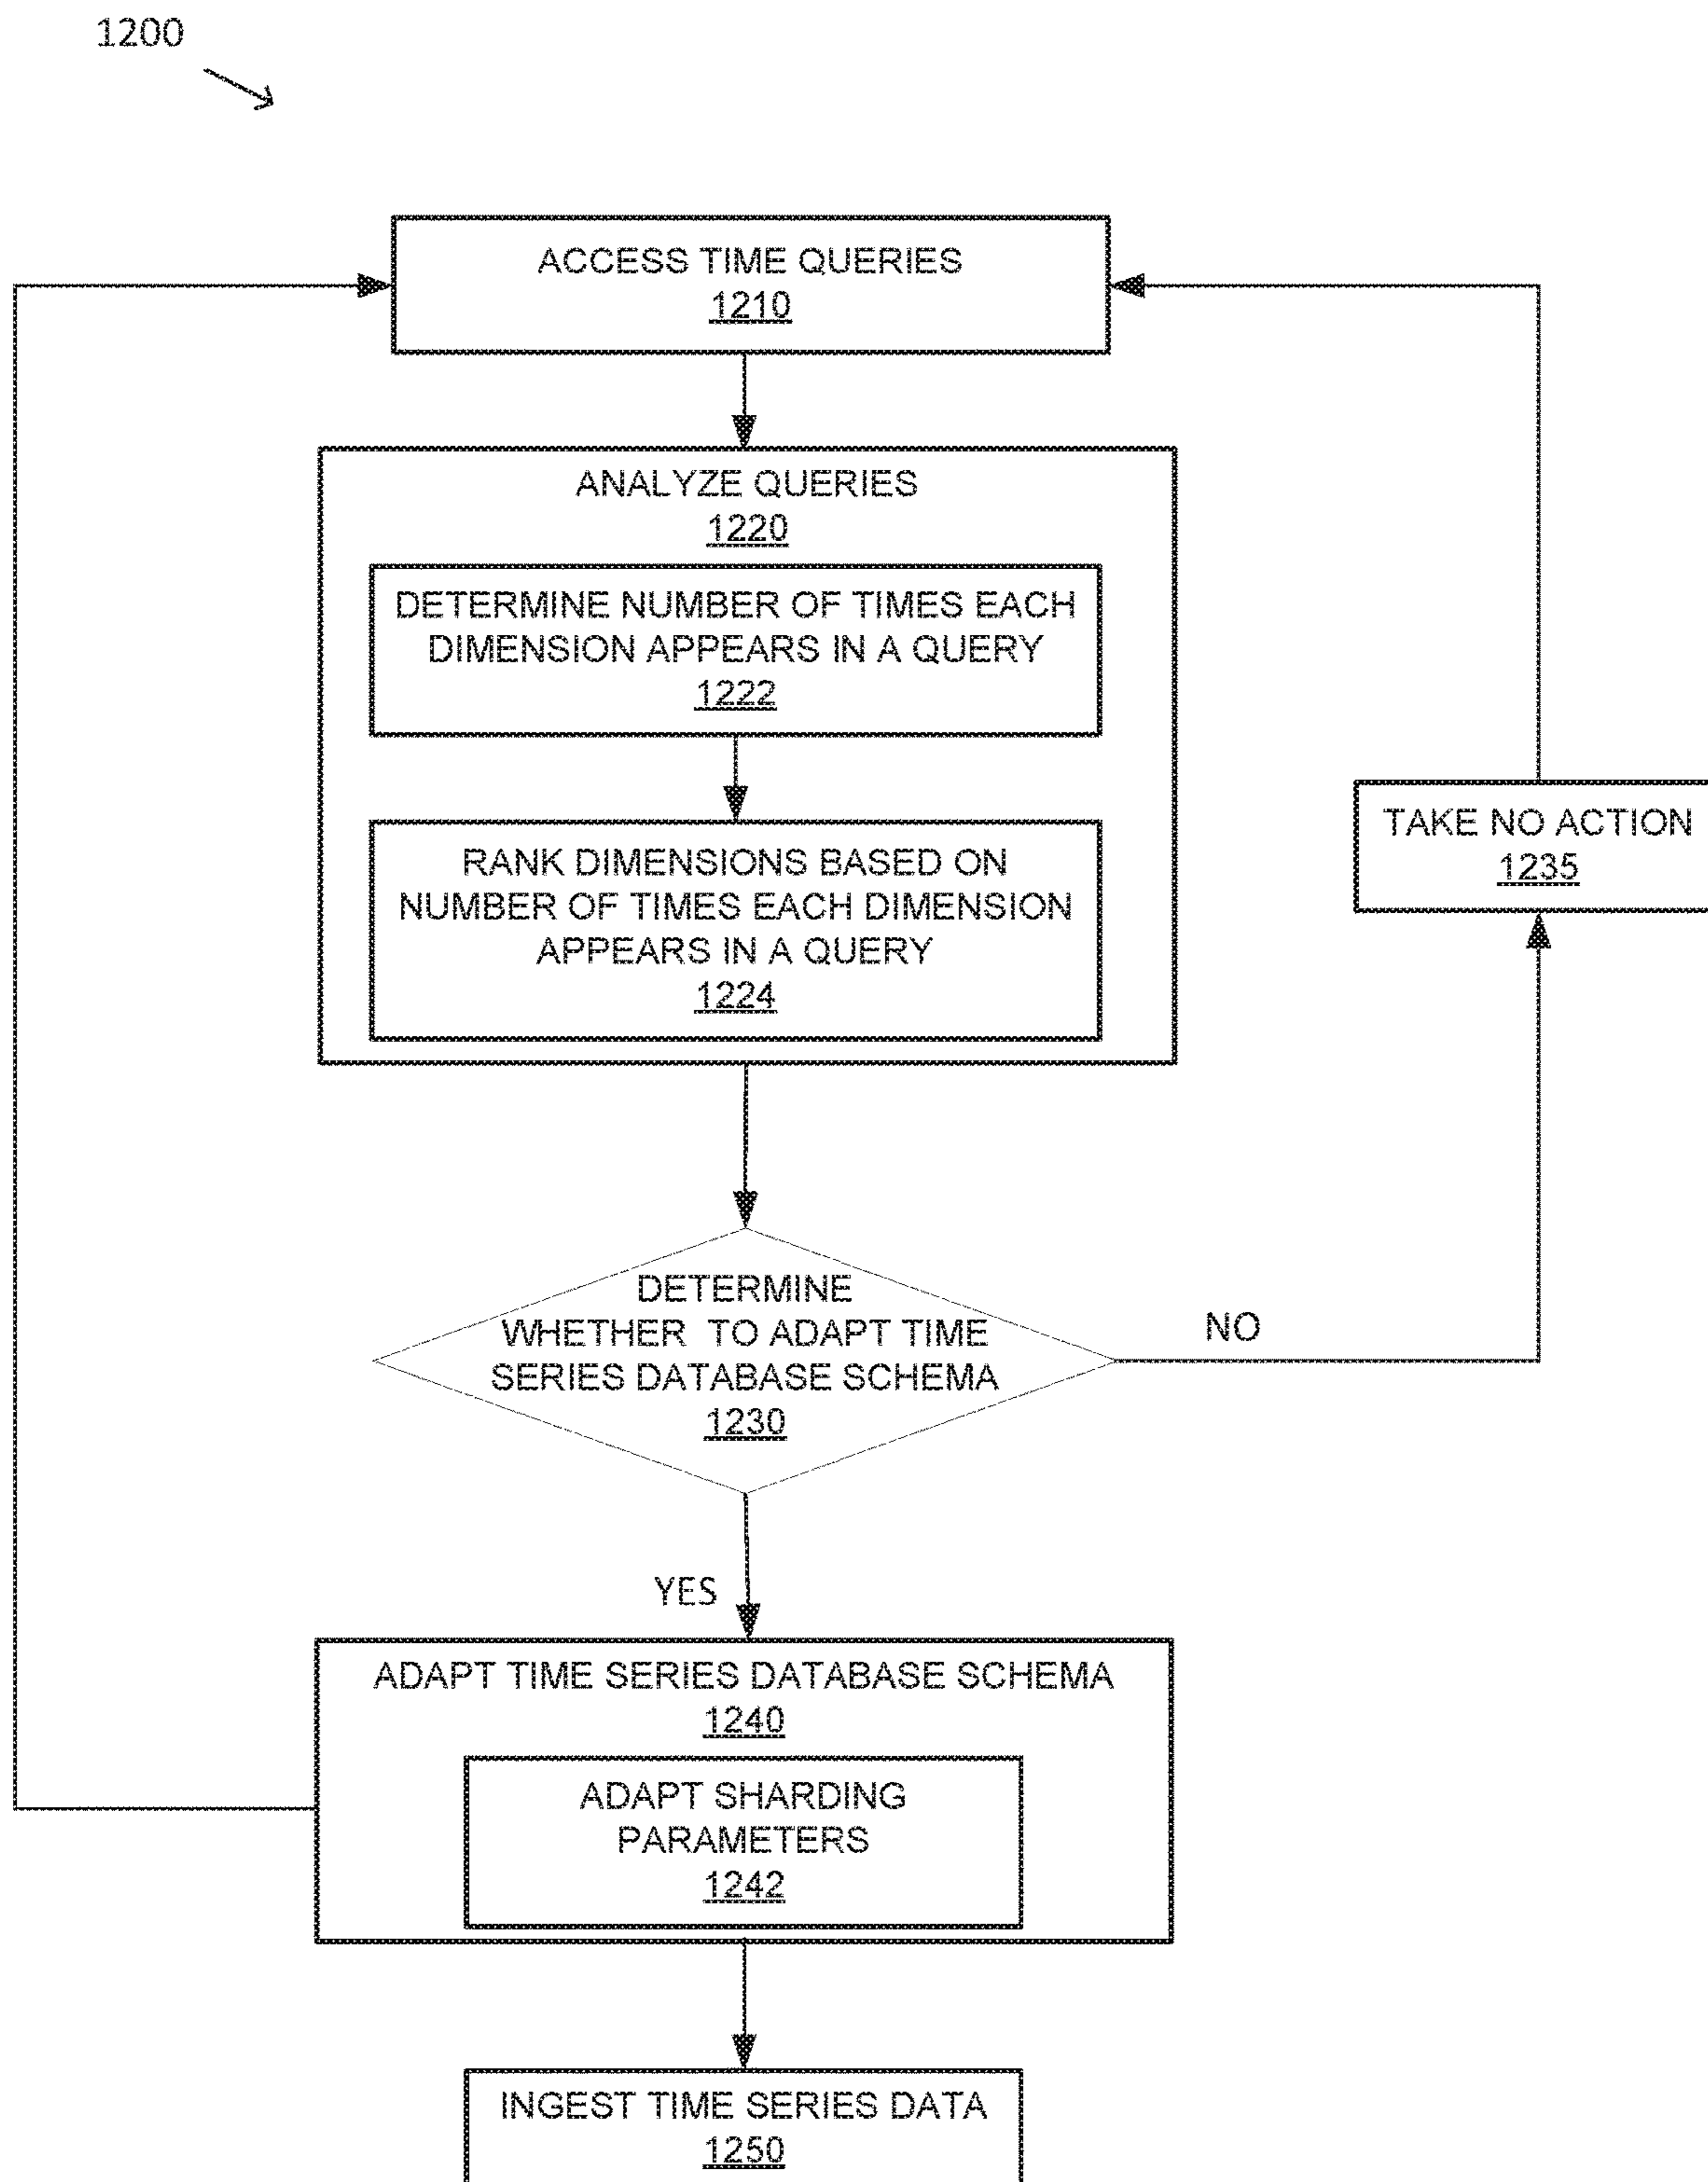 1200
ACCESS TIME QUERIES
1210
ANALYZE QUERIES
1220
DETERMINE NUMBER OF TIMES EACH
DIMENSION APPEARS IN A QUERY
1222
RANK DIMENSIONS BASED ON
NUMBER OF TIMES EACH DIMENSION
APPEARS IN A QUERY
1224
TAKE NO ACTION
1235
DETERMINE
WHETHER TO ADAPT TIME
SERIES DATABASE SCHEMA
1230
NO
YES
ADAPT TIME SERIES DATABASE SCHEMA
1240
ADAPT SHARDING
PARAMETERS
1242
INGEST TIME SERIES DATA
1250